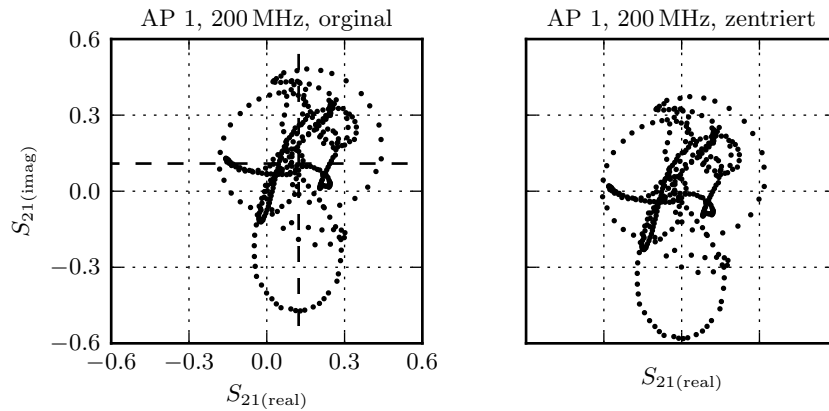 AP 1, 200 MHz, orginal
AP 1, 200 MHz, zentriert
0.6
0.3
0.0
−0.3
−0.6
S21(imag)
−0.6 −0.3 0.0 0.3 0.6
S21(real)
S21(real)